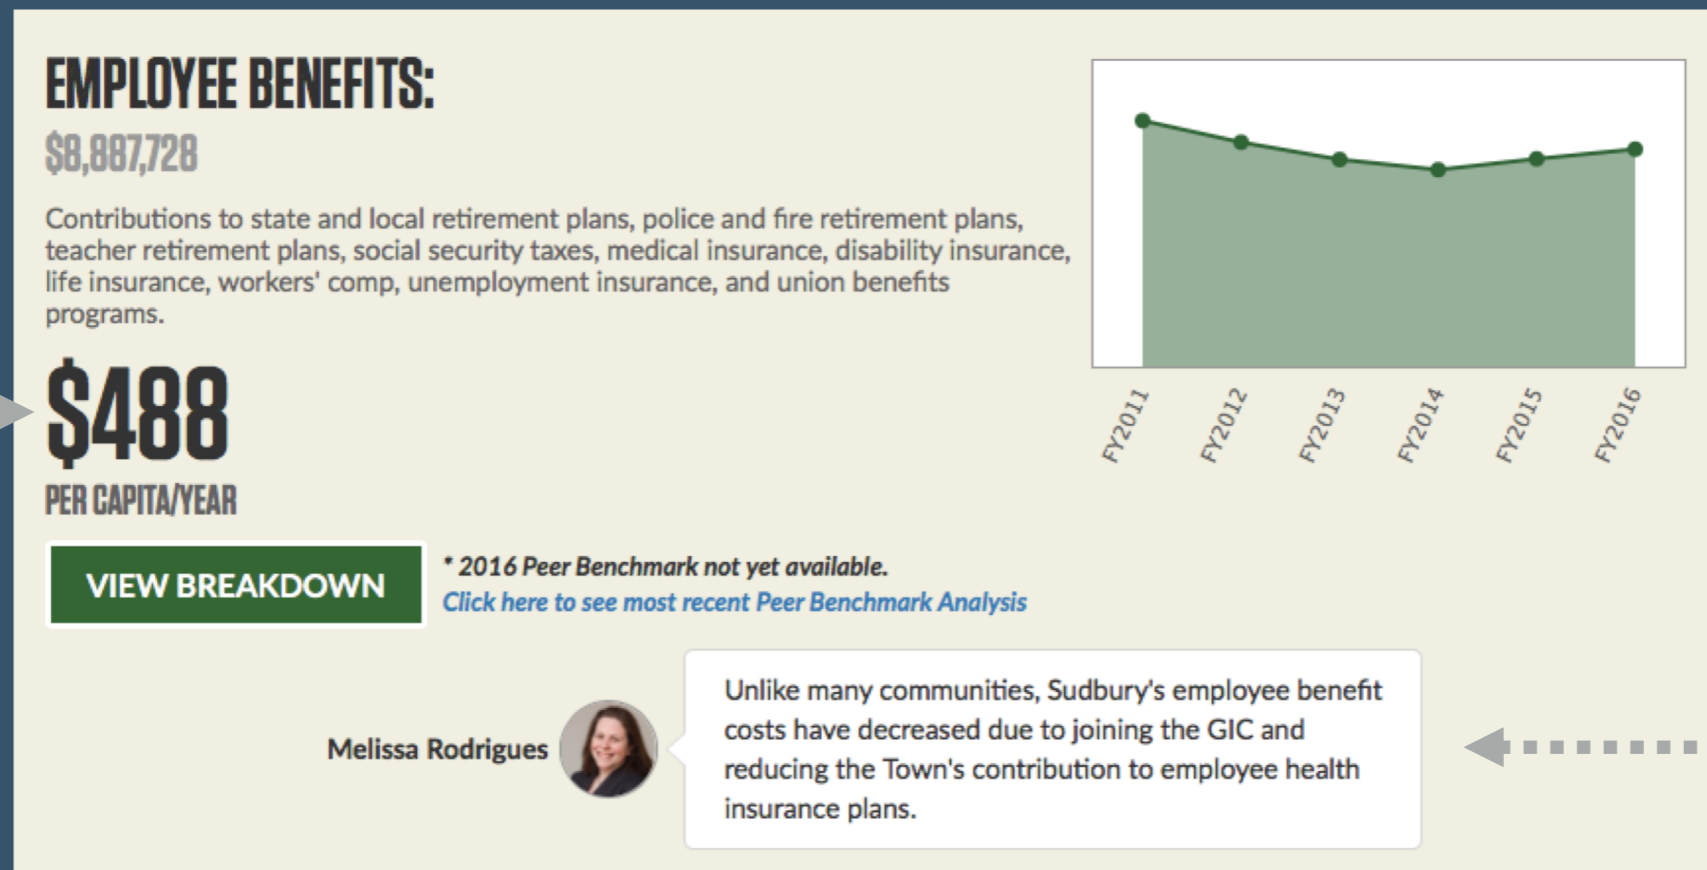 EMPLOYEE BENEFITS:
$8,887,728
Contributions to state and local retirement plans, police and fire retirement plans,
teacher retirement plans, social security taxes, medical insurance, disability insurance,
life insurance, workers' comp, unemployment insurance, and union benefits
programs.
$488
PER CAPITA/YEAR
FY2011
FY2012
FY2013
FY2014
FY2015
FY2016
VIEW BREAKDOWN
* 2016 Peer Benchmark not yet available.
Click here to see most recent Peer Benchmark Analysis
Melissa Rodrigues
Unlike many communities, Sudbury's employee benefit
costs have decreased due to joining the GIC and
reducing the Town's contribution to employee health
insurance plans.